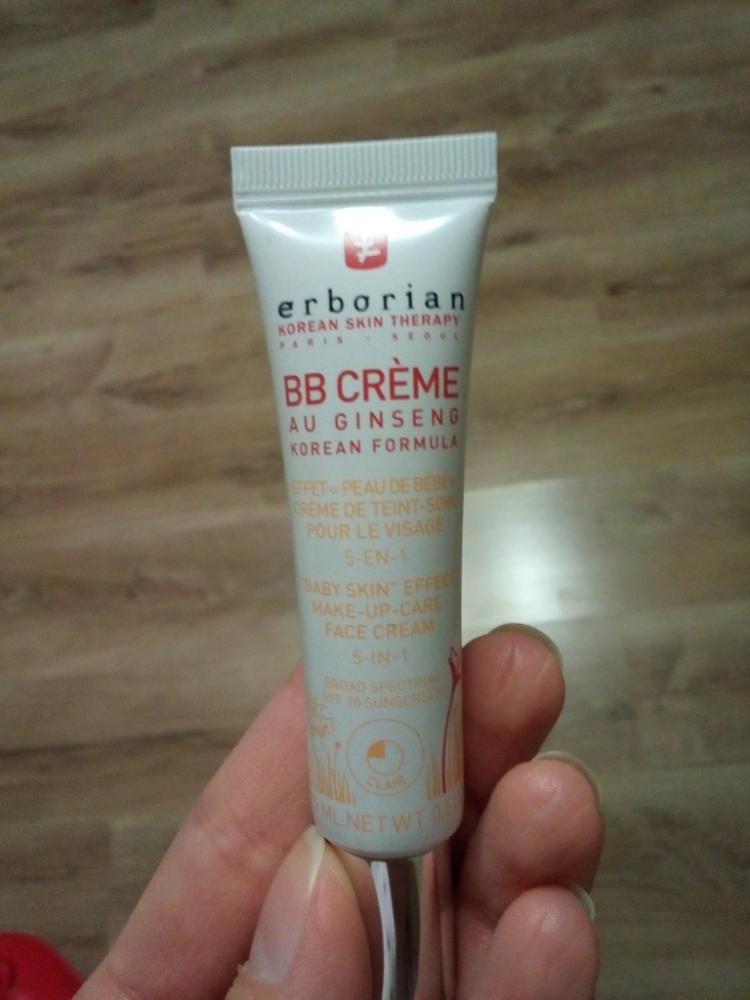 erborian
KOREAN SKIN THERAPY
PARIS - SEOUL
BB CRÈME
AU GINSENG
KOREAN FORMULA
EFFET « PEAU DE BÉBÉ »
CRÈME DE TEINT-SOIN
POUR LE VISAGE
5-EN-1
"BABY SKIN" EFFECT
MAKE-UP-CARE
FACE CREAM
5-IN-1
BROAD SPECTRUM
SPF 20 SUNSCREEN
CLAIR
ML NET WT. 0.5